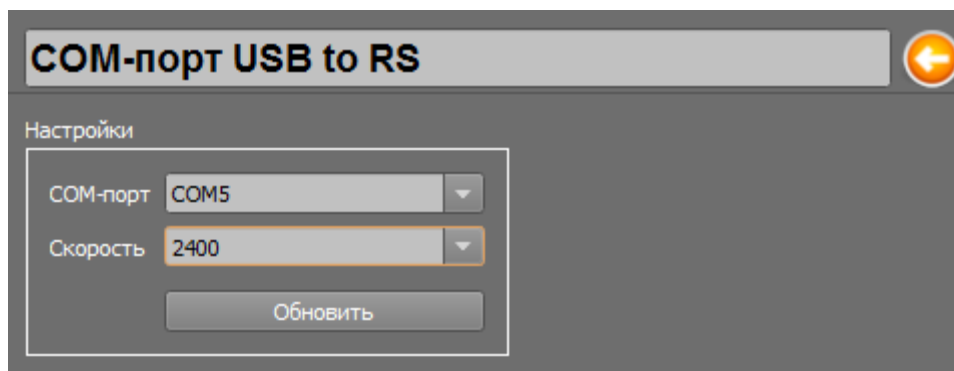 COM-порт USB to RS
Настройки
COM-порт COM5
Скорость 2400
Обновить